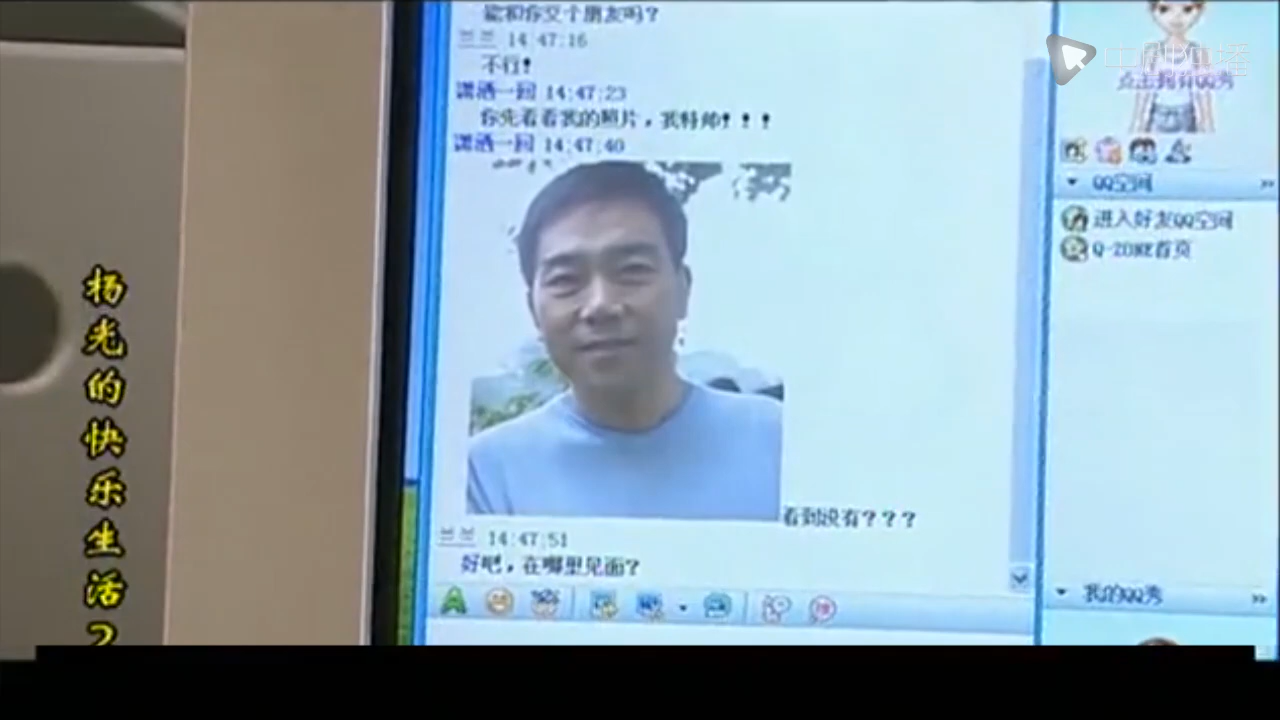 能和你交个朋友吗？
兰兰 14:47:16
不行！
潇洒一回 14:47:23
你先看看我的照片，我特帅！！！
潇洒一回 14:47:40
看到没有？？？
兰兰 14:47:51
好吧，在哪里见面？
点击拥有QQ秀
QQ空间
进入好友QQ空间
Q-ZONE首页
我的QQ秀
杨光的快乐生活2